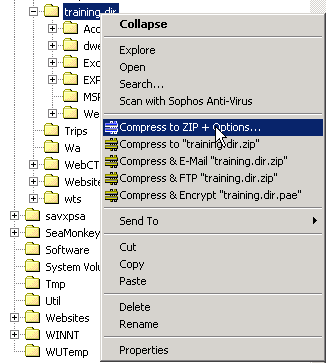 training-dir
Collapse
Acc
Explore
dwe
Open
Exc
Search...
EXF
Scan with Sophos Anti-Virus
MSF
We
Compress to ZIP + Options...
Trips
Compress to "training.dir.zip"
Wa
Compress & E-Mail "training.dir.zip"
WebCT
Compress & FTP "training.dir.zip"
Website
Compress & Encrypt "training.dir.pae"
wts
savxpsa
Send To
SeaMonkey
Software
Cut
System Volu
Copy
Tmp
Paste
Util
Delete
Websites
Rename
WINNT
WUTemp
Properties